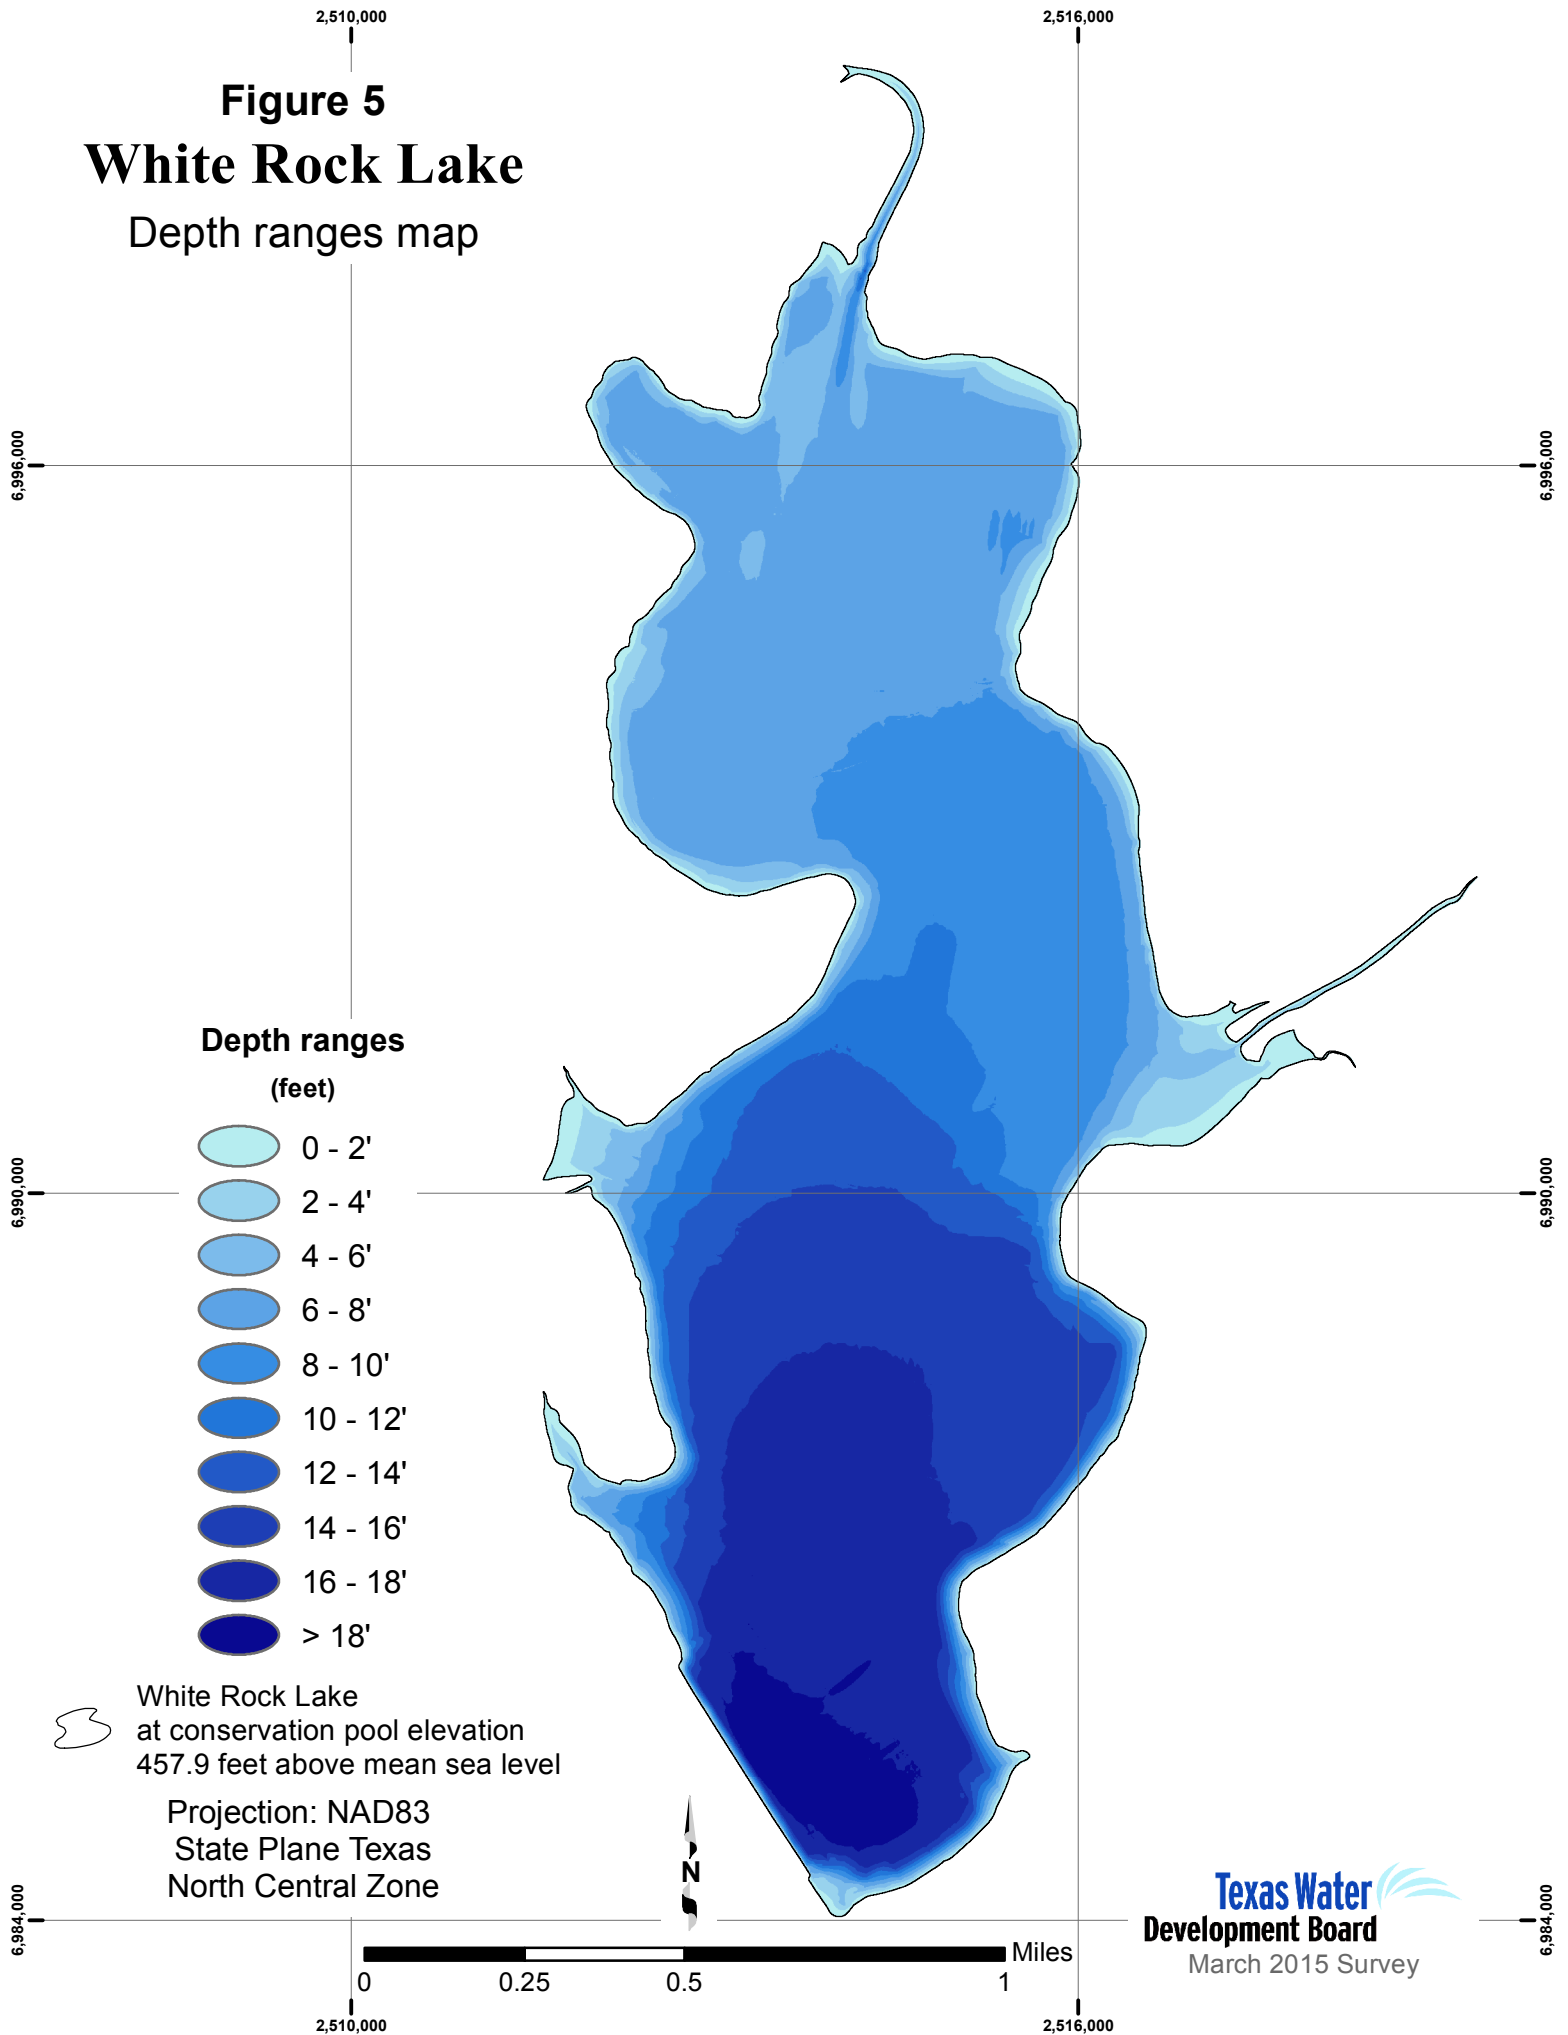 2,510,000
2,516,000
Figure 5
White Rock Lake
Depth ranges map
6,996,000
6,996,000
Depth ranges
(feet)
0 - 2'
2 - 4'
4 - 6'
6 - 8'
8 - 10'
10 - 12'
12 - 14'
14 - 16'
16 - 18'
> 18'
6,990,000
6,990,000
White Rock Lake
at conservation pool elevation
457.9 feet above mean sea level
Projection: NAD83
State Plane Texas
North Central Zone
N
Texas Water
Development Board
March 2015 Survey
6,984,000
6,984,000
Miles
0
0.25
0.5
1
2,510,000
2,516,000